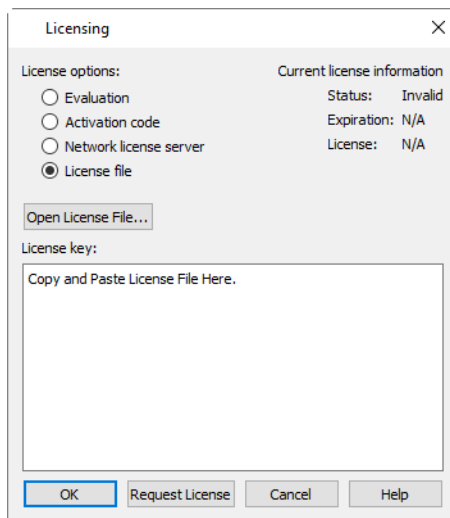 Licensing
License options:
Evaluation
Activation code
Network license server
License file
Current license information
Status: Invalid
Expiration: N/A
License: N/A
Open License File...
License key:
Copy and Paste License File Here.
OK Request License Cancel Help